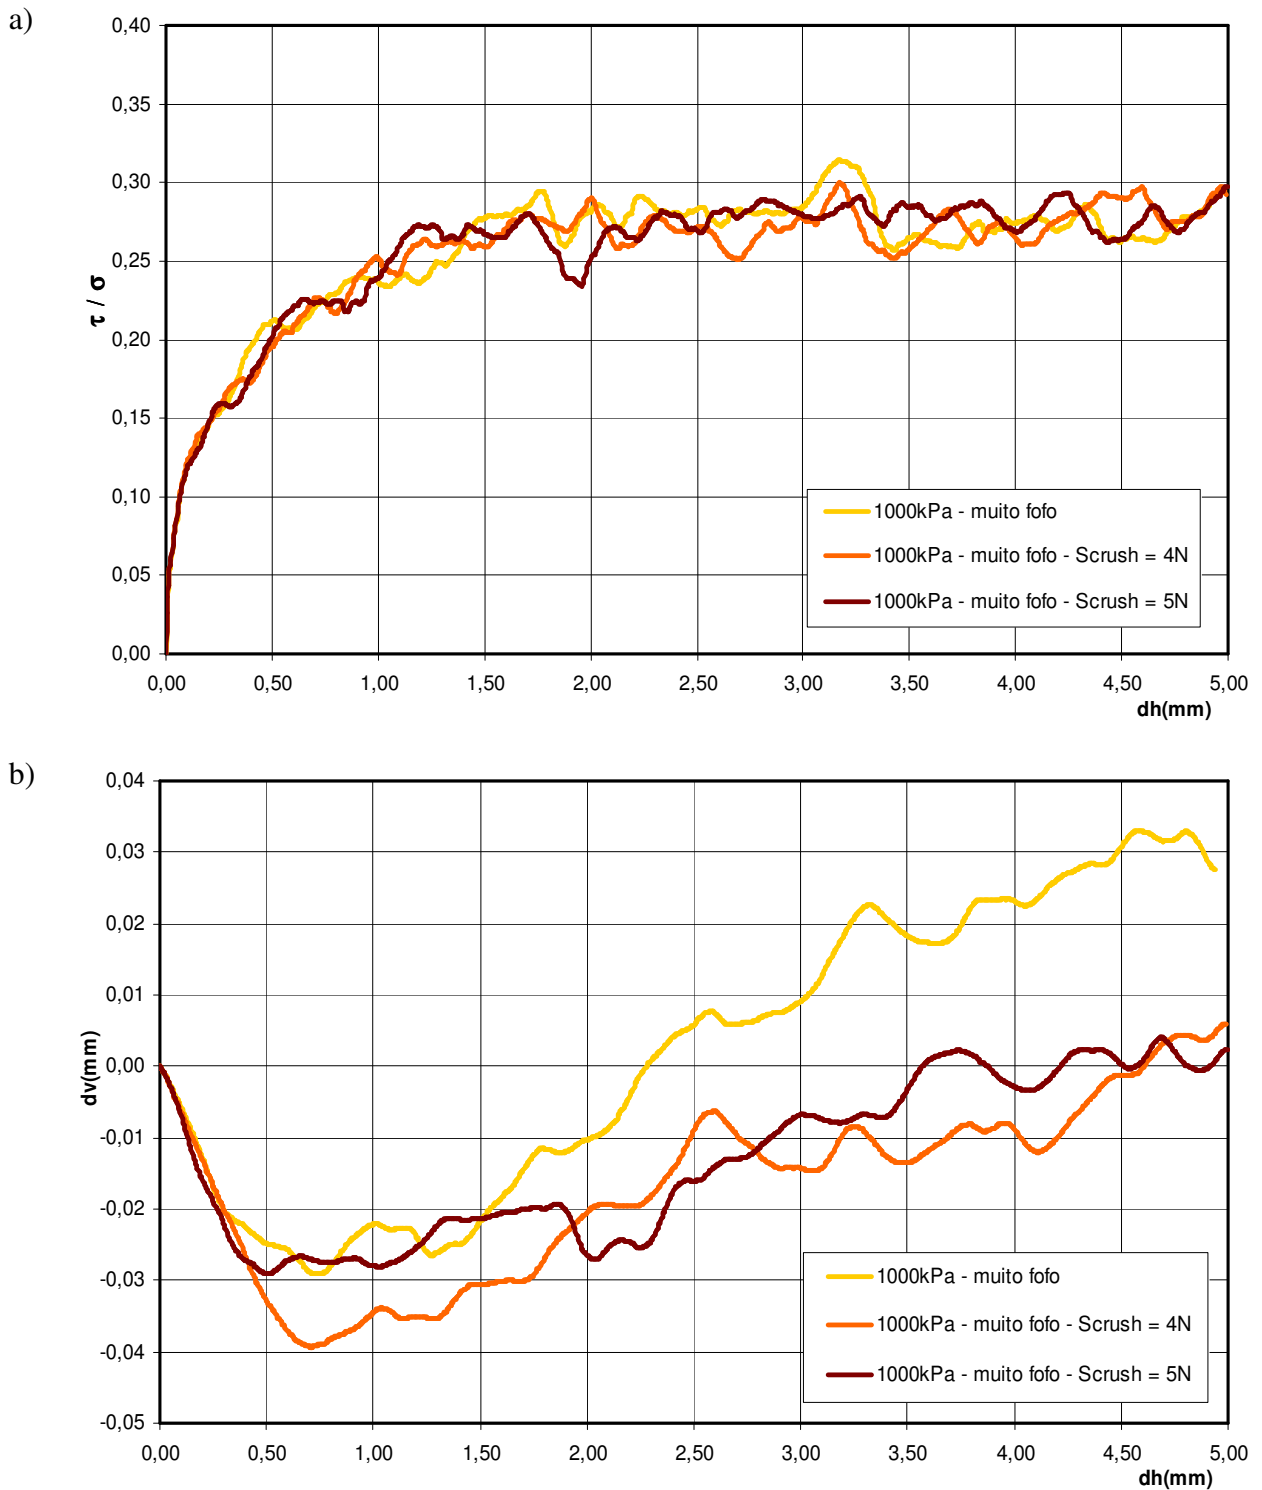 a)
0,40
0,35
0,30
0,25
0,20
0,15
0,10
0,05
0,00
τ / σ
1000kPa - muito fofo
1000kPa - muito fofo - Scrush = 4N
1000kPa - muito fofo - Scrush = 5N
0,00 0,50 1,00 1,50 2,00 2,50 3,00 3,50 4,00 4,50 5,00
dh(mm)
b)
0,04
0,03
0,02
0,01
0,00
-0,01
-0,02
-0,03
-0,04
-0,05
dv(mm)
1000kPa - muito fofo
1000kPa - muito fofo - Scrush = 4N
1000kPa - muito fofo - Scrush = 5N
0,00 0,50 1,00 1,50 2,00 2,50 3,00 3,50 4,00 4,50 5,00
dh(mm)